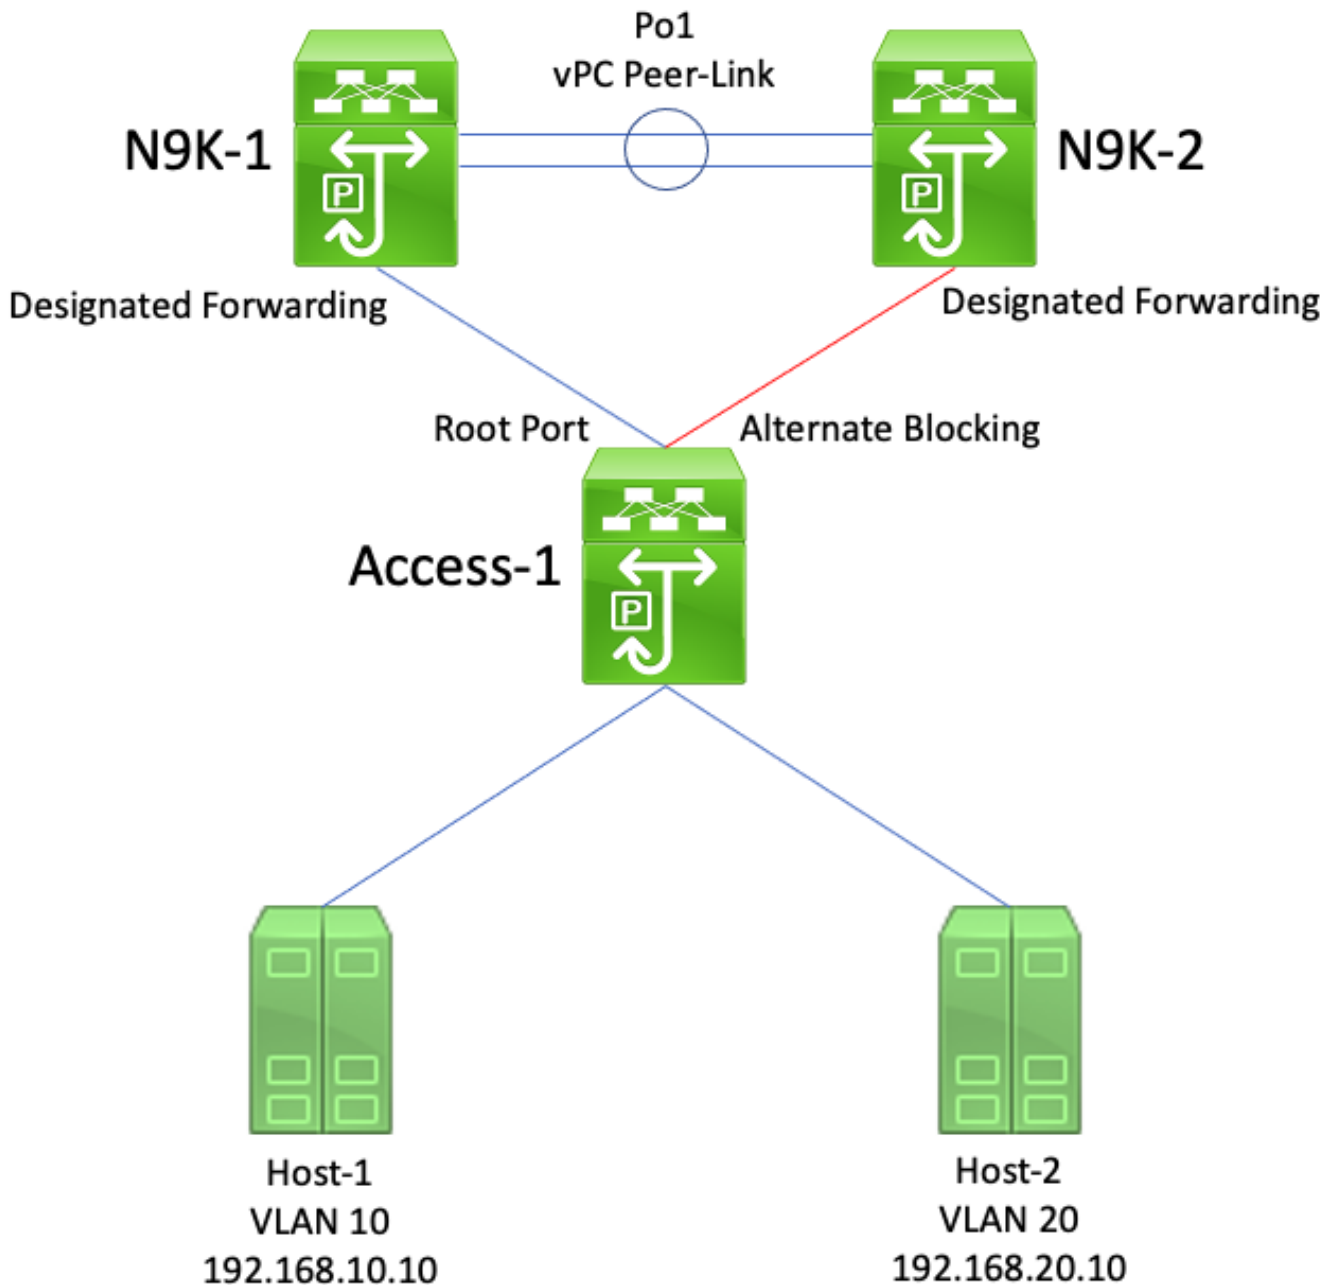 Po1
vPC Peer-Link
N9K-1
N9K-2
P
P
Designated Forwarding
Designated Forwarding
Root Port
Alternate Blocking
Access-1
P
Host-1
VLAN 10
192.168.10.10
Host-2
VLAN 20
192.168.20.10